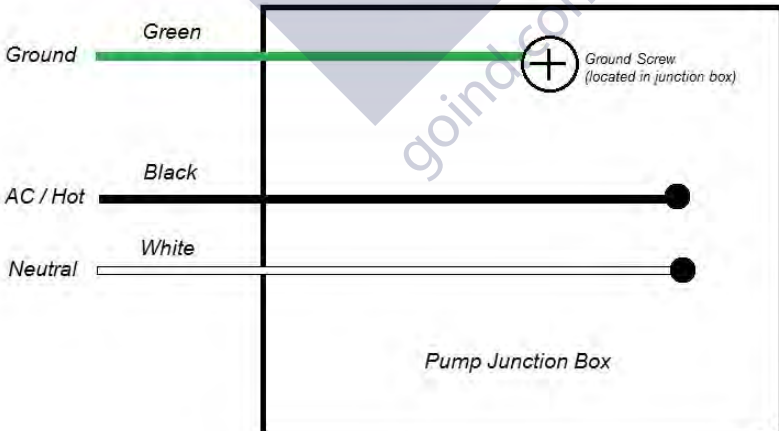 Green
Ground
Ground Screw
(located in junction box)
goind.com
Black
AC / Hot
White
Neutral
Pump Junction Box